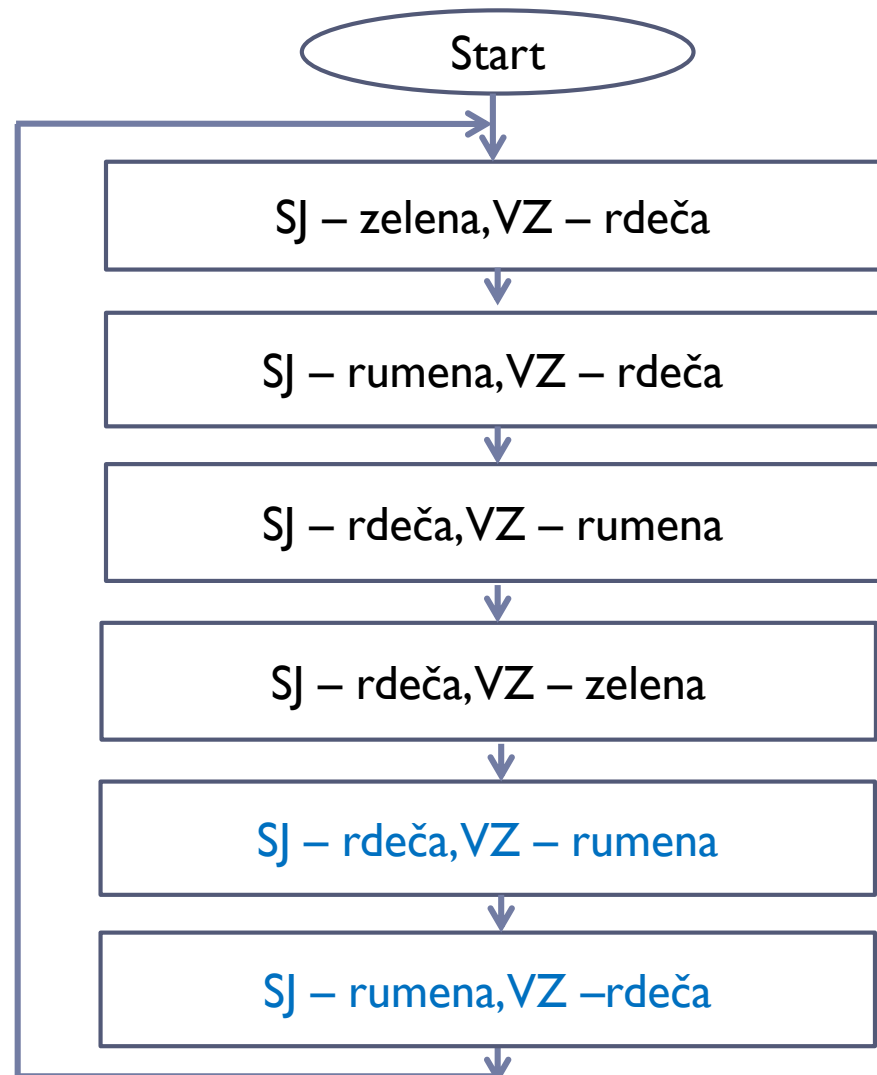 Start
SJ – zelena, VZ – rdeča
SJ – rumena, VZ – rdeča
SJ – rdeča, VZ – rumena
SJ – rdeča, VZ – zelena
SJ – rdeča, VZ – rumena
SJ – rumena, VZ –rdeča